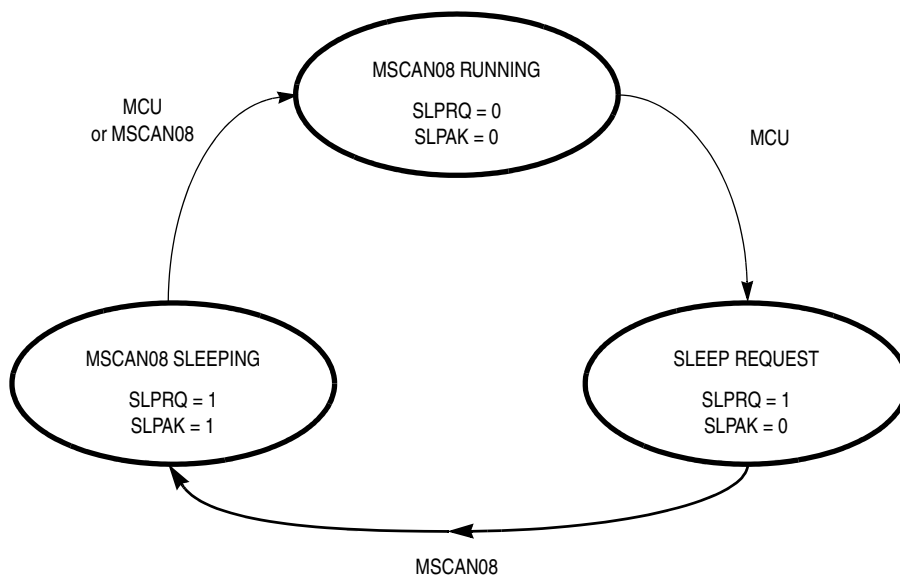 MSCAN08 RUNNING
SLPRQ = 0
SLPAK = 0
MCU
or MSCAN08
MCU
MSCAN08 SLEEPING
SLPRQ = 1
SLPAK = 1
SLEEP REQUEST
SLPRQ = 1
SLPAK = 0
MSCAN08